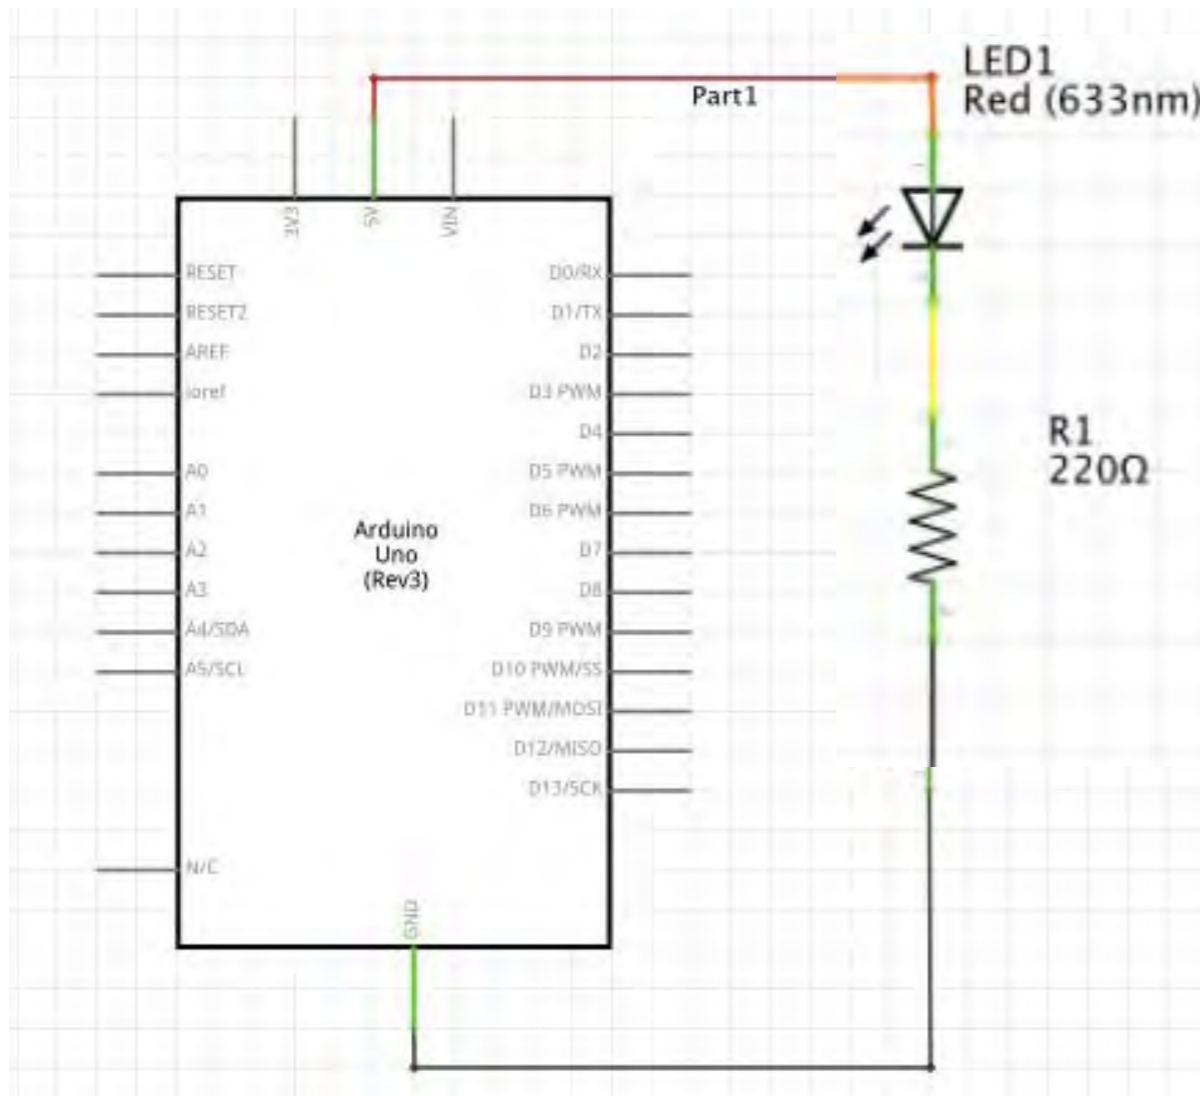 LED1
Red (633nm)
Part1
3V3
5V
VIN
RESET
D0/RX
RESET2
D1/TX
AREF
D2
ioref
D3 PWM
D4
R1
220Ω
A0
D5 PWM
A1
D6 PWM
Arduino
Uno
(Rev3)
A2
D7
A3
D8
A4/SDA
D9 PWM
A5/SCL
D10 PWM/SS
D11 PWM/MOSI
D12/MISO
D13/SCK
N/C
GND